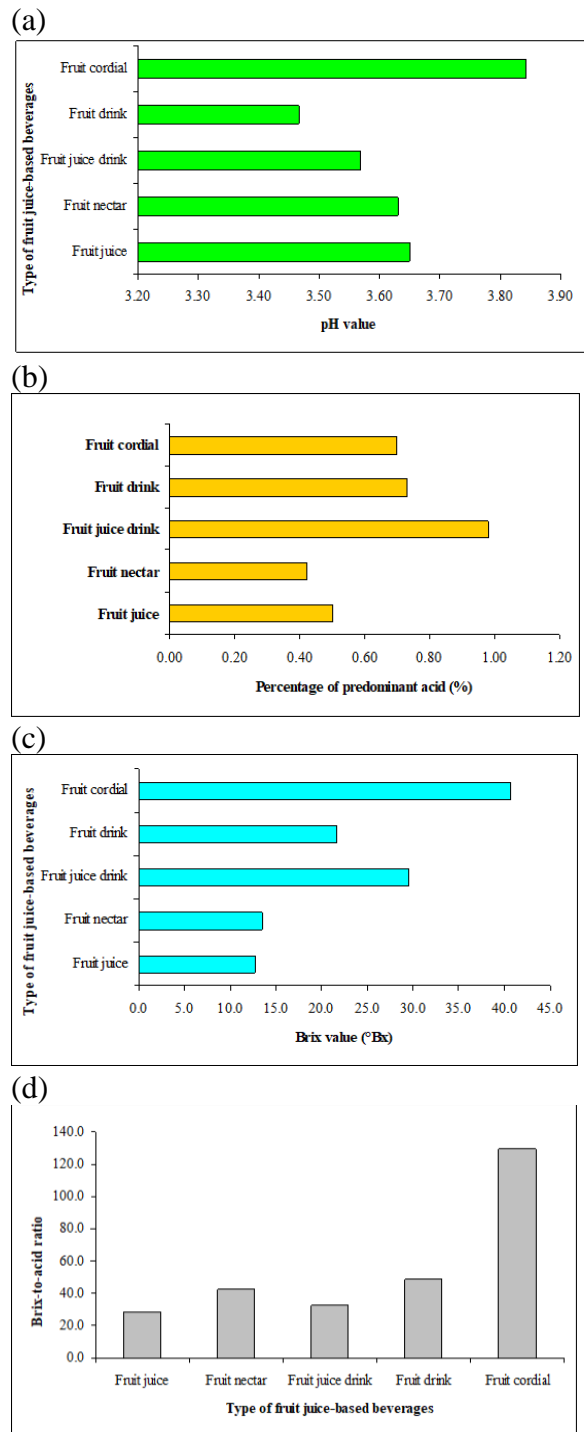 (a)
Type of fruit juice-based beverages
Fruit cordial
Fruit drink
Fruit juice drink
Fruit nectar
Fruit juice
3.20 3.30 3.40 3.50 3.60 3.70 3.80 3.90
pH value
(b)
Fruit cordial
Fruit drink
Fruit juice drink
Fruit nectar
Fruit juice
0.00 0.20 0.40 0.60 0.80 1.00 1.20
Percentage of predominant acid (%)
(c)
Type of fruit juice-based beverages
Fruit cordial
Fruit drink
Fruit juice drink
Fruit nectar
Fruit juice
0.0 5.0 10.0 15.0 20.0 25.0 30.0 35.0 40.0 45.0
Brix value (°Bx)
(d)
Brix-to-acid ratio
140.0
120.0
100.0
80.0
60.0
40.0
20.0
0.0
Fruit juice Fruit nectar Fruit juice drink Fruit drink Fruit cordial
Type of fruit juice-based beverages